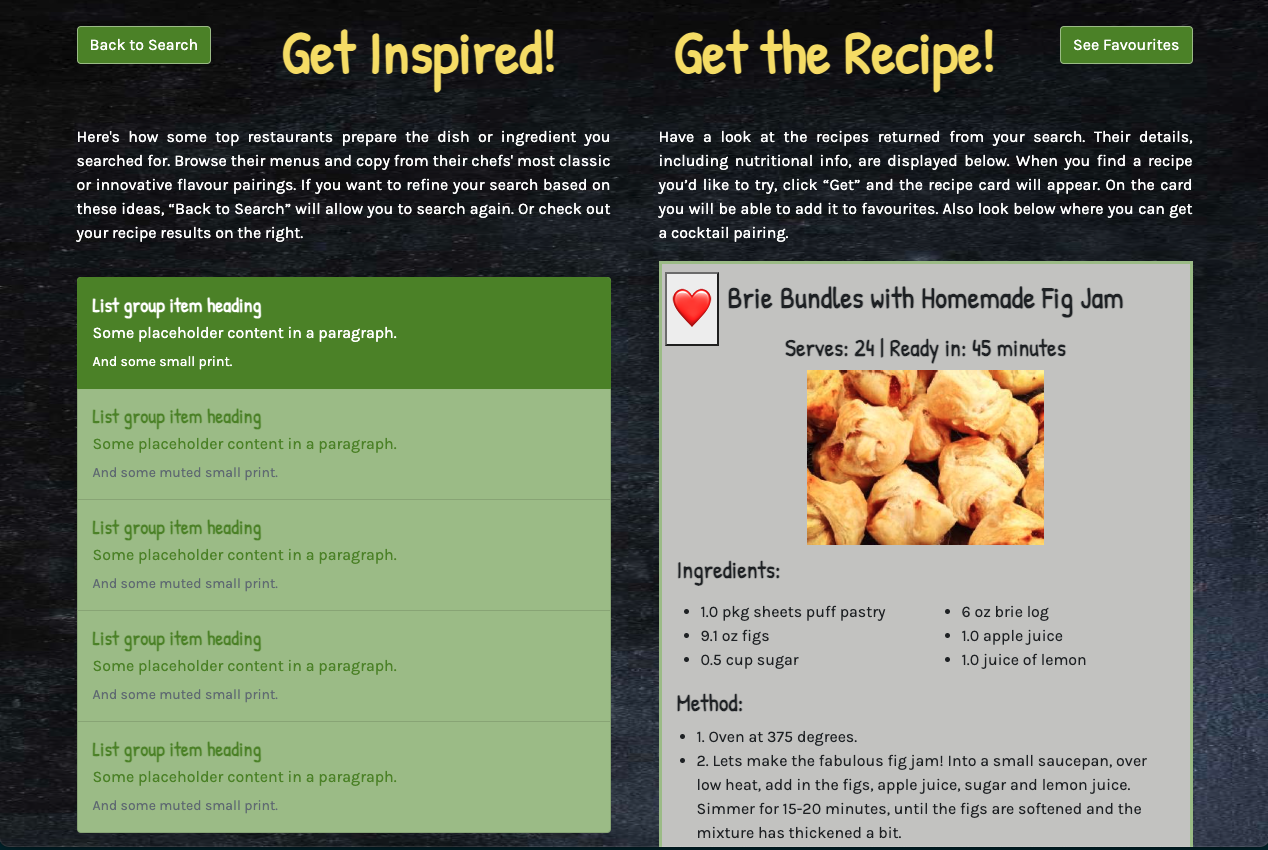 Back to Search
Get Inspired!
Here's how some top restaurants prepare the dish or ingredient you
searched for. Browse their menus and copy from their chefs' most classic
or innovative flavour pairings. If you want to refine your search based on
these ideas, “Back to Search” will allow you to search again. Or check out
your recipe results on the right.
List group item heading
Some placeholder content in a paragraph.
And some small print.
List group item heading
Some placeholder content in a paragraph.
And some muted small print.
List group item heading
Some placeholder content in a paragraph.
And some muted small print.
List group item heading
Some placeholder content in a paragraph.
And some muted small print.
List group item heading
Some placeholder content in a paragraph.
And some muted small print.
Get the Recipe!
See Favourites
Have a look at the recipes returned from your search. Their details,
including nutritional info, are displayed below. When you find a recipe
you’d like to try, click “Get” and the recipe card will appear. On the card
you will be able to add it to favourites. Also look below where you can get
a cocktail pairing.
Brie Bundles with Homemade Fig Jam
Serves: 24 | Ready in: 45 minutes
Ingredients:
• 1.0 pkg sheets puff pastry
• 9.1 oz figs
• 0.5 cup sugar
• 6 oz brie log
• 1.0 apple juice
• 1.0 juice of lemon
Method:
• 1. Oven at 375 degrees.
• 2. Lets make the fabulous fig jam! Into a small saucepan, over
low heat, add in the figs, apple juice, sugar and lemon juice.
Simmer for 15-20 minutes, until the figs are softened and the
mixture has thickened a bit.